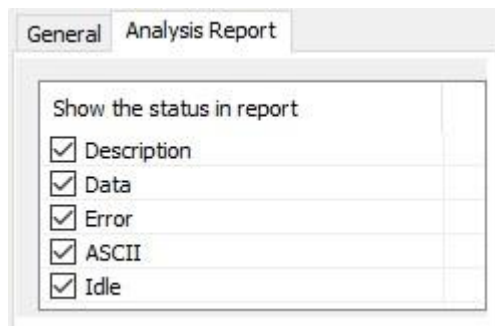 General Analysis Report
Show the status in report
Description
Data
Error
ASCII
Idle